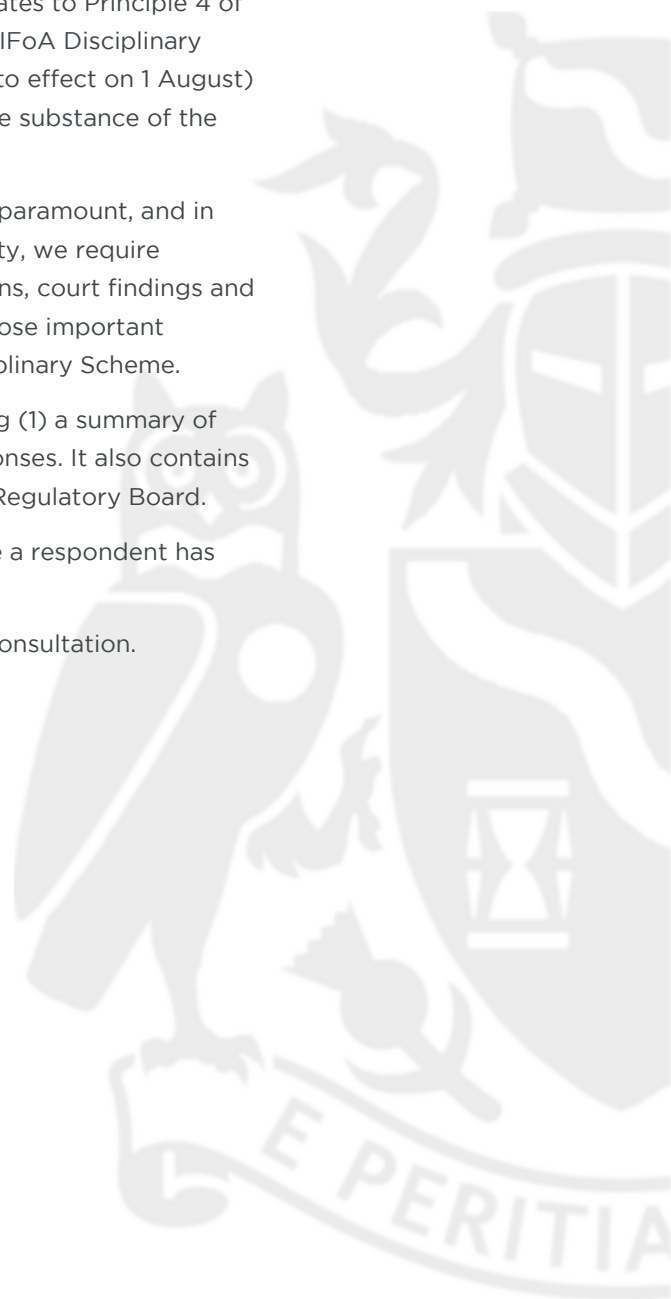 ates to Principle 4 of
IFoA Disciplinary
to effect on 1 August)
e substance of the
paramount, and in
ty, we require
ns, court findings and
ose important
plinary Scheme.
g (1) a summary of
onses. It also contains
Regulatory Board.
e a respondent has
onsultation.
E PERITIA